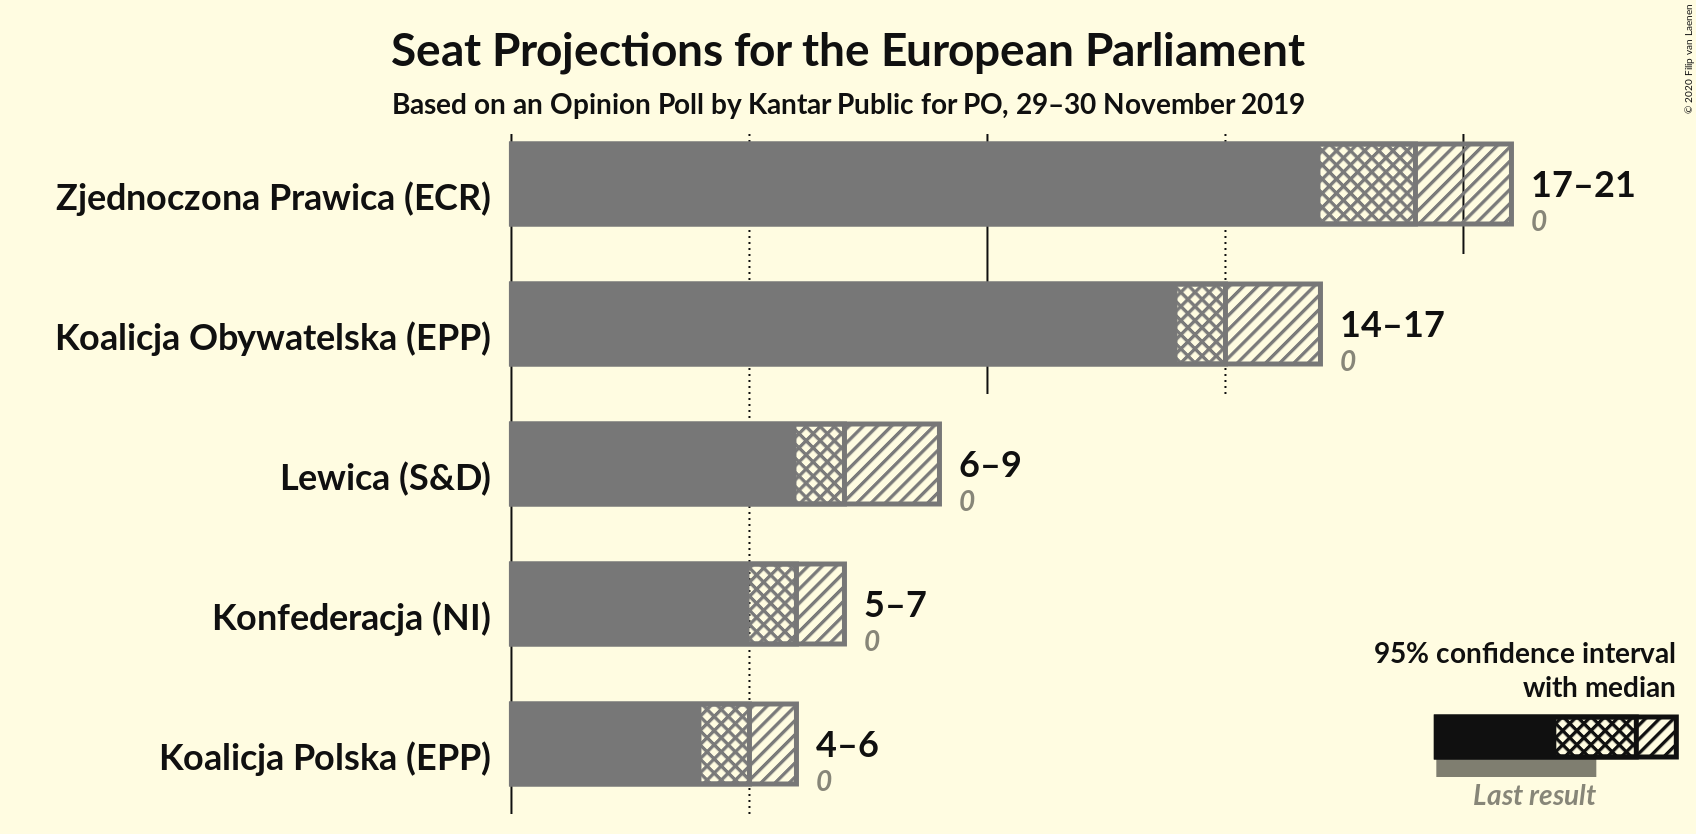 Seat Projections for the European Parliament
Based on an Opinion Poll by Kantar Public for PO, 29–30 November 2019
© 2020 Filip van Laenen
Zjednoczona Prawica (ECR)
17–21
0
Koalicja Obywatelska (EPP)
14–17
0
Lewica (S&D)
6–9
0
Konfederacja (NI)
5–7
0
Koalicja Polska (EPP)
4–6
0
95% confidence interval
with median
Last result